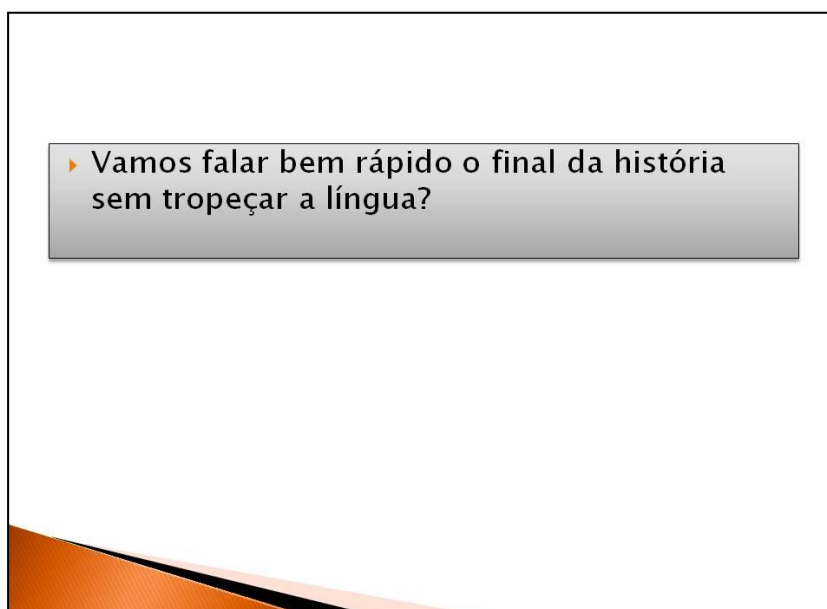 Vamos falar bem rápido o final da história
sem tropeçar a língua?